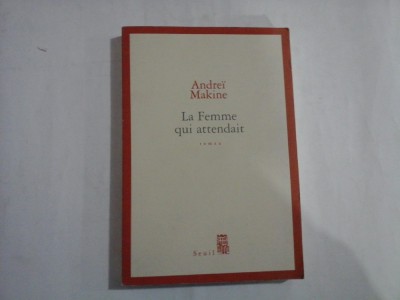 Andreï
Makine
La Femme
qui attendait
roman
Seuil